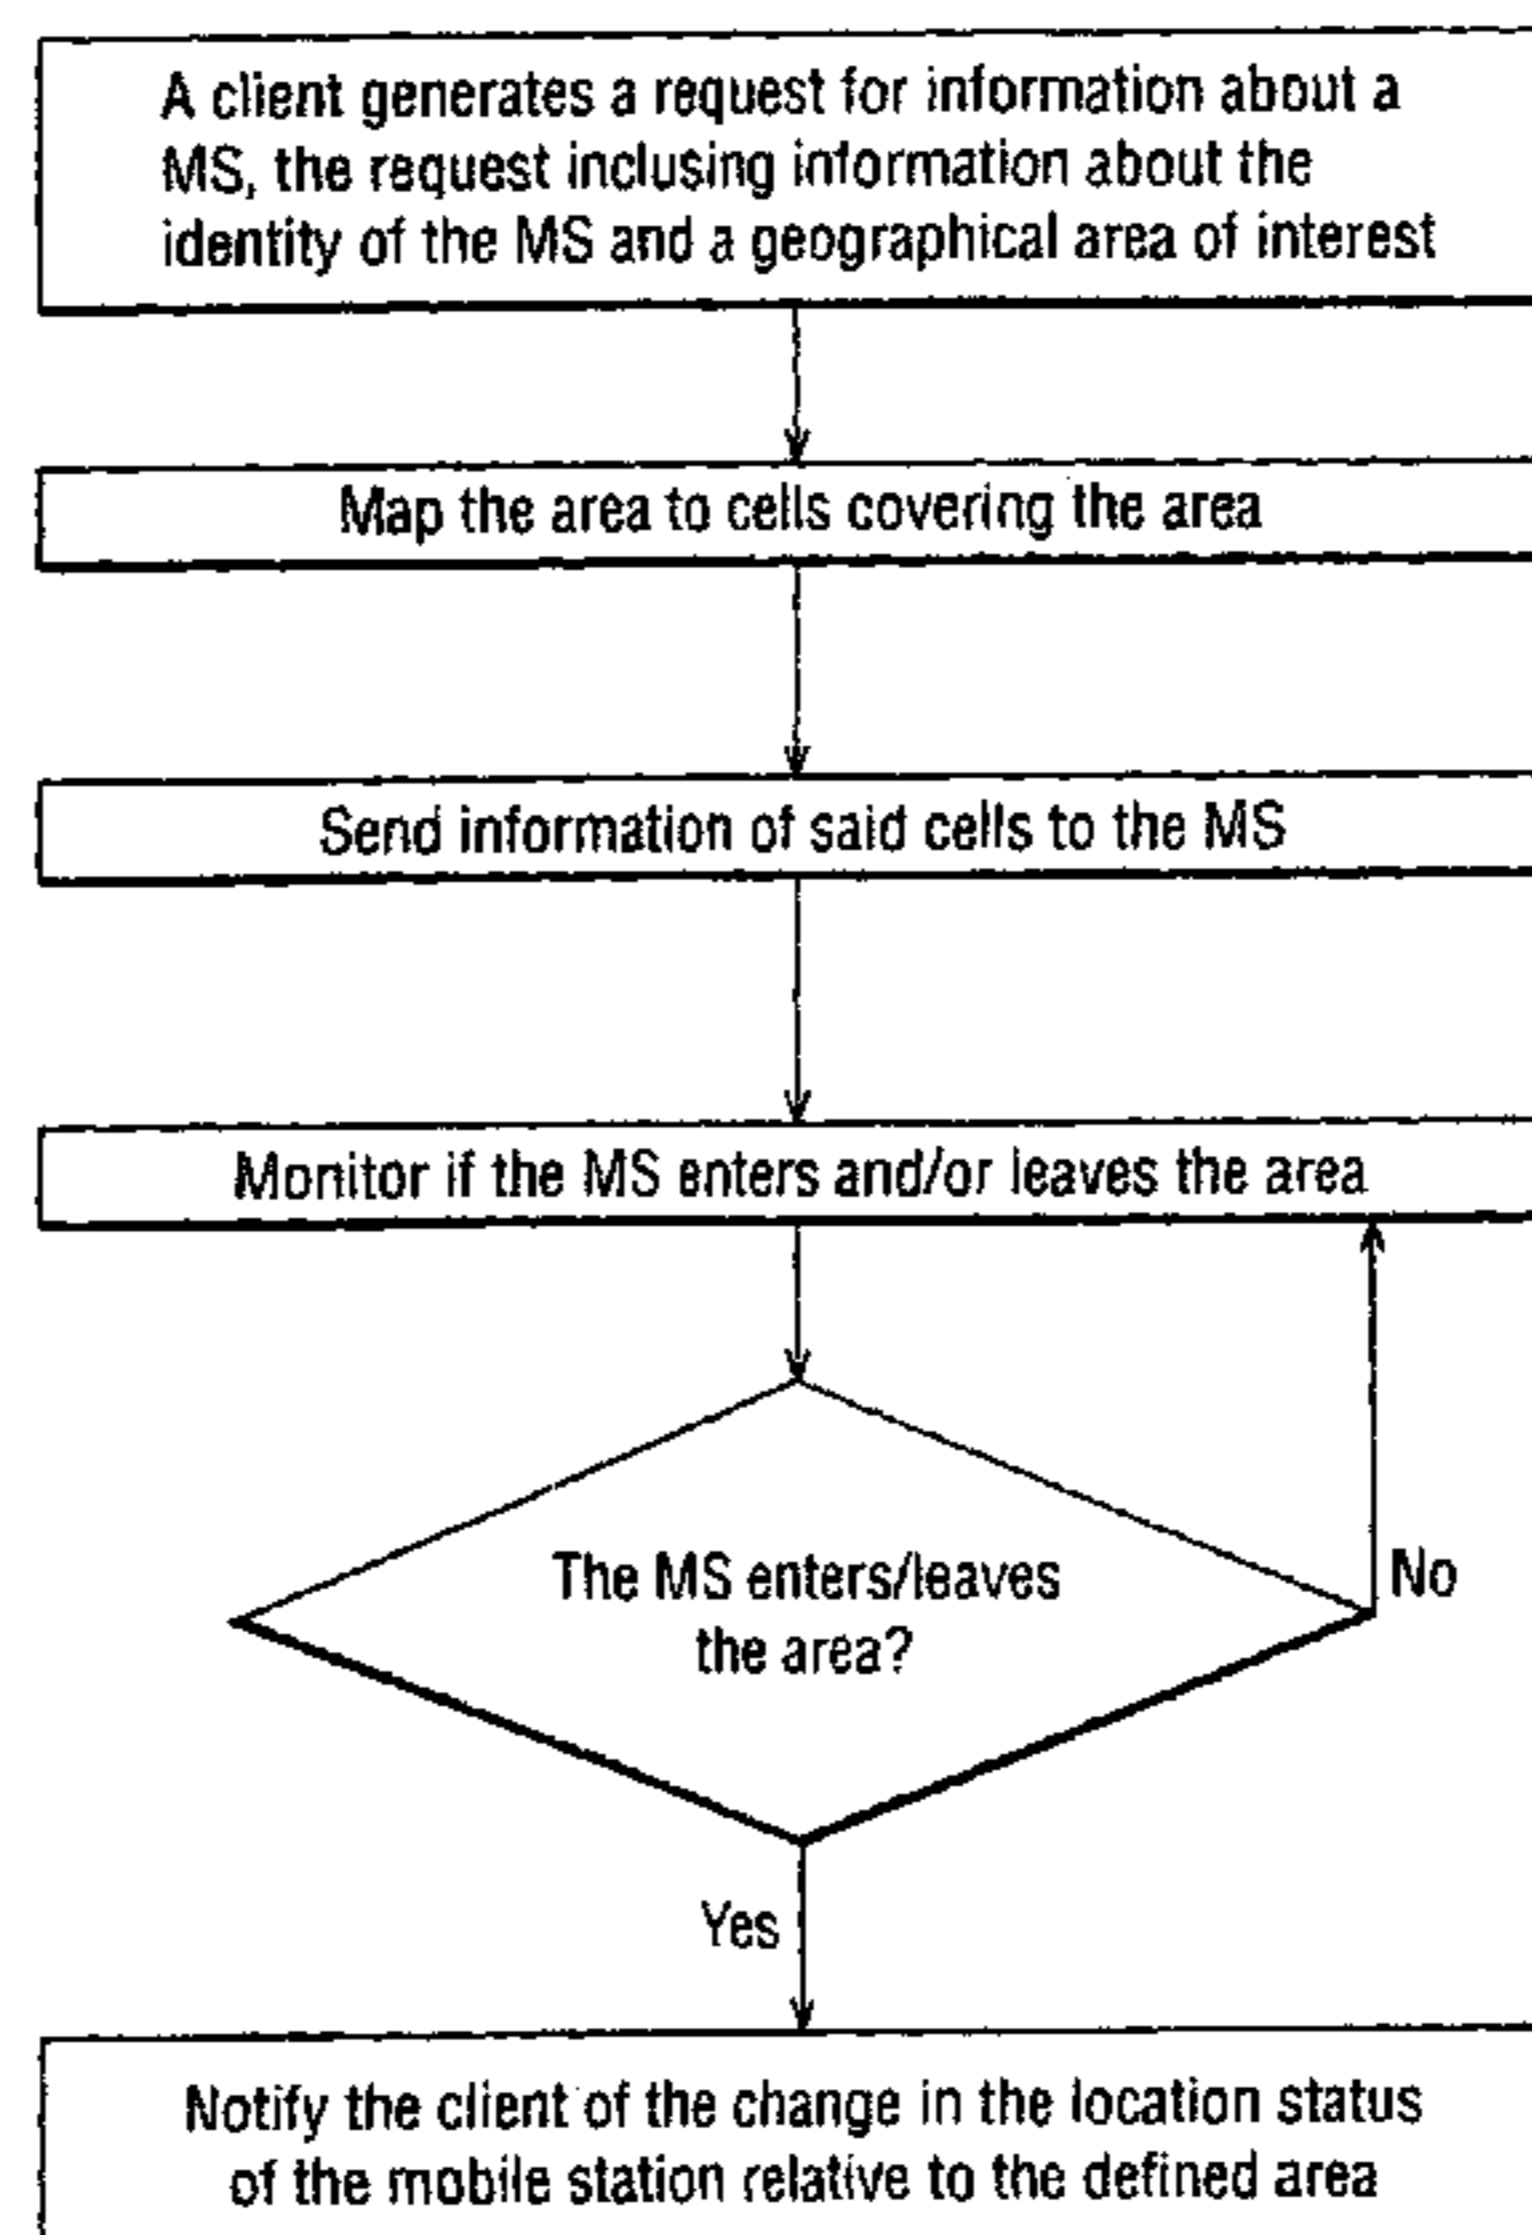 A client generates a request for information about a
MS, the request inclusing information about the
identity of the MS and a geographical area of interest
Map the area to cells covering the area
Send information of said cells to the MS
Monitor if the MS enters and/or leaves the area
The MS enters/leaves
the area?
No
Yes
Notify the client of the change in the location status
of the mobile station relative to the defined area